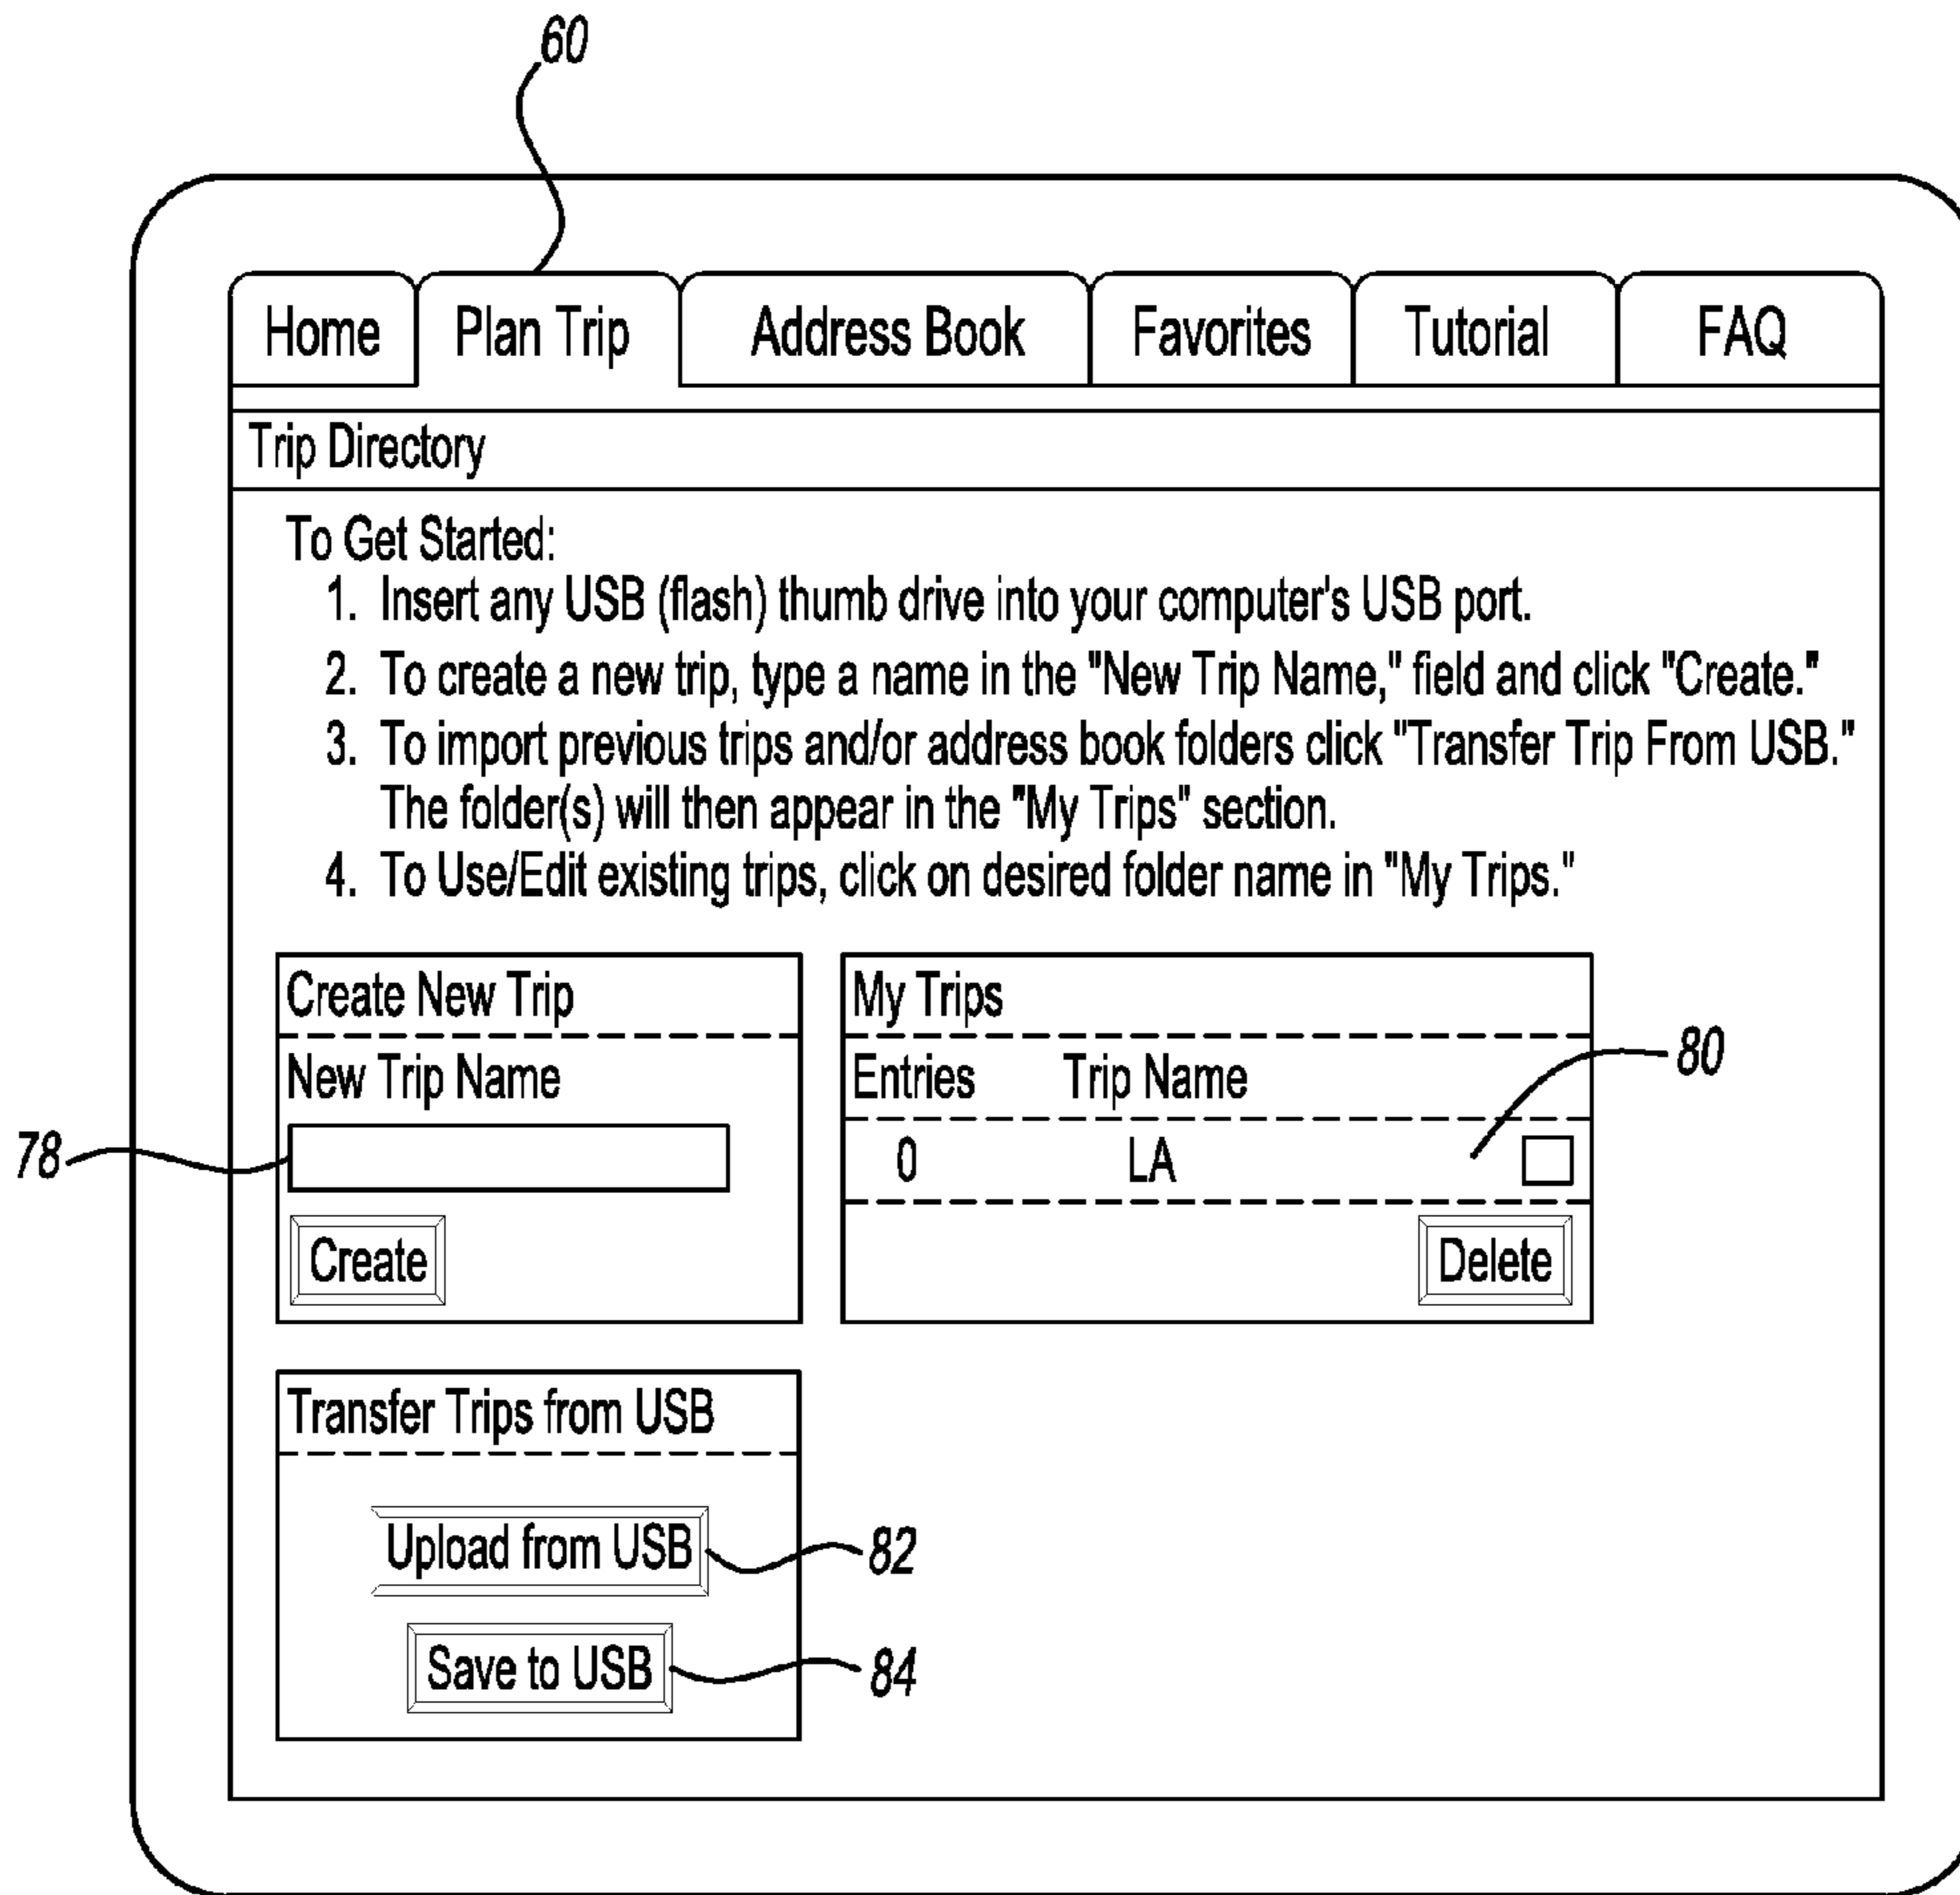 60
Home Plan Trip Address Book Favorites Tutorial FAQ
Trip Directory
To Get Started:
1. Insert any USB (flash) thumb drive into your computer's USB port.
2. To create a new trip, type a name in the "New Trip Name," field and click "Create."
3. To import previous trips and/or address book folders click "Transfer Trip From USB."
The folder(s) will then appear in the "My Trips" section.
4. To Use/Edit existing trips, click on desired folder name in "My Trips."
Create New Trip
New Trip Name
78
Create
My Trips
Entries Trip Name
80
0 LA
Delete
Transfer Trips from USB
Upload from USB
82
Save to USB
84